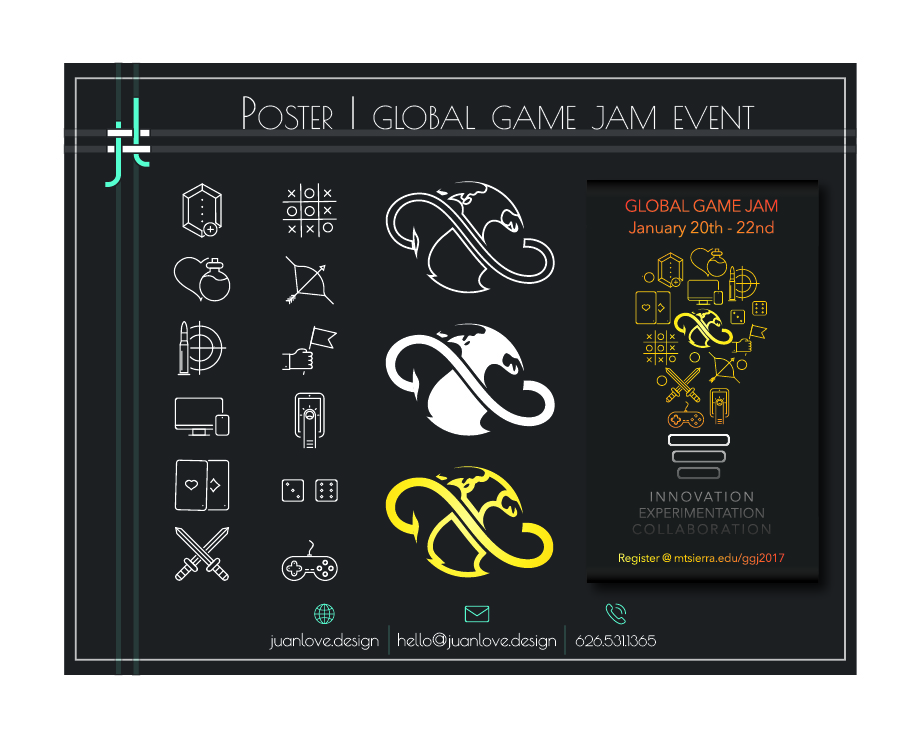 POSTER | GLOBAL GAME JAM EVENT
jl
GLOBAL GAME JAM
January 20th - 22nd
INNOVATION
EXPERIMENTATION
COLLABORATION
Register @ mtsierra.edu/ggj2017
juanlove.design
hello@juanlove.design
626.531.1365